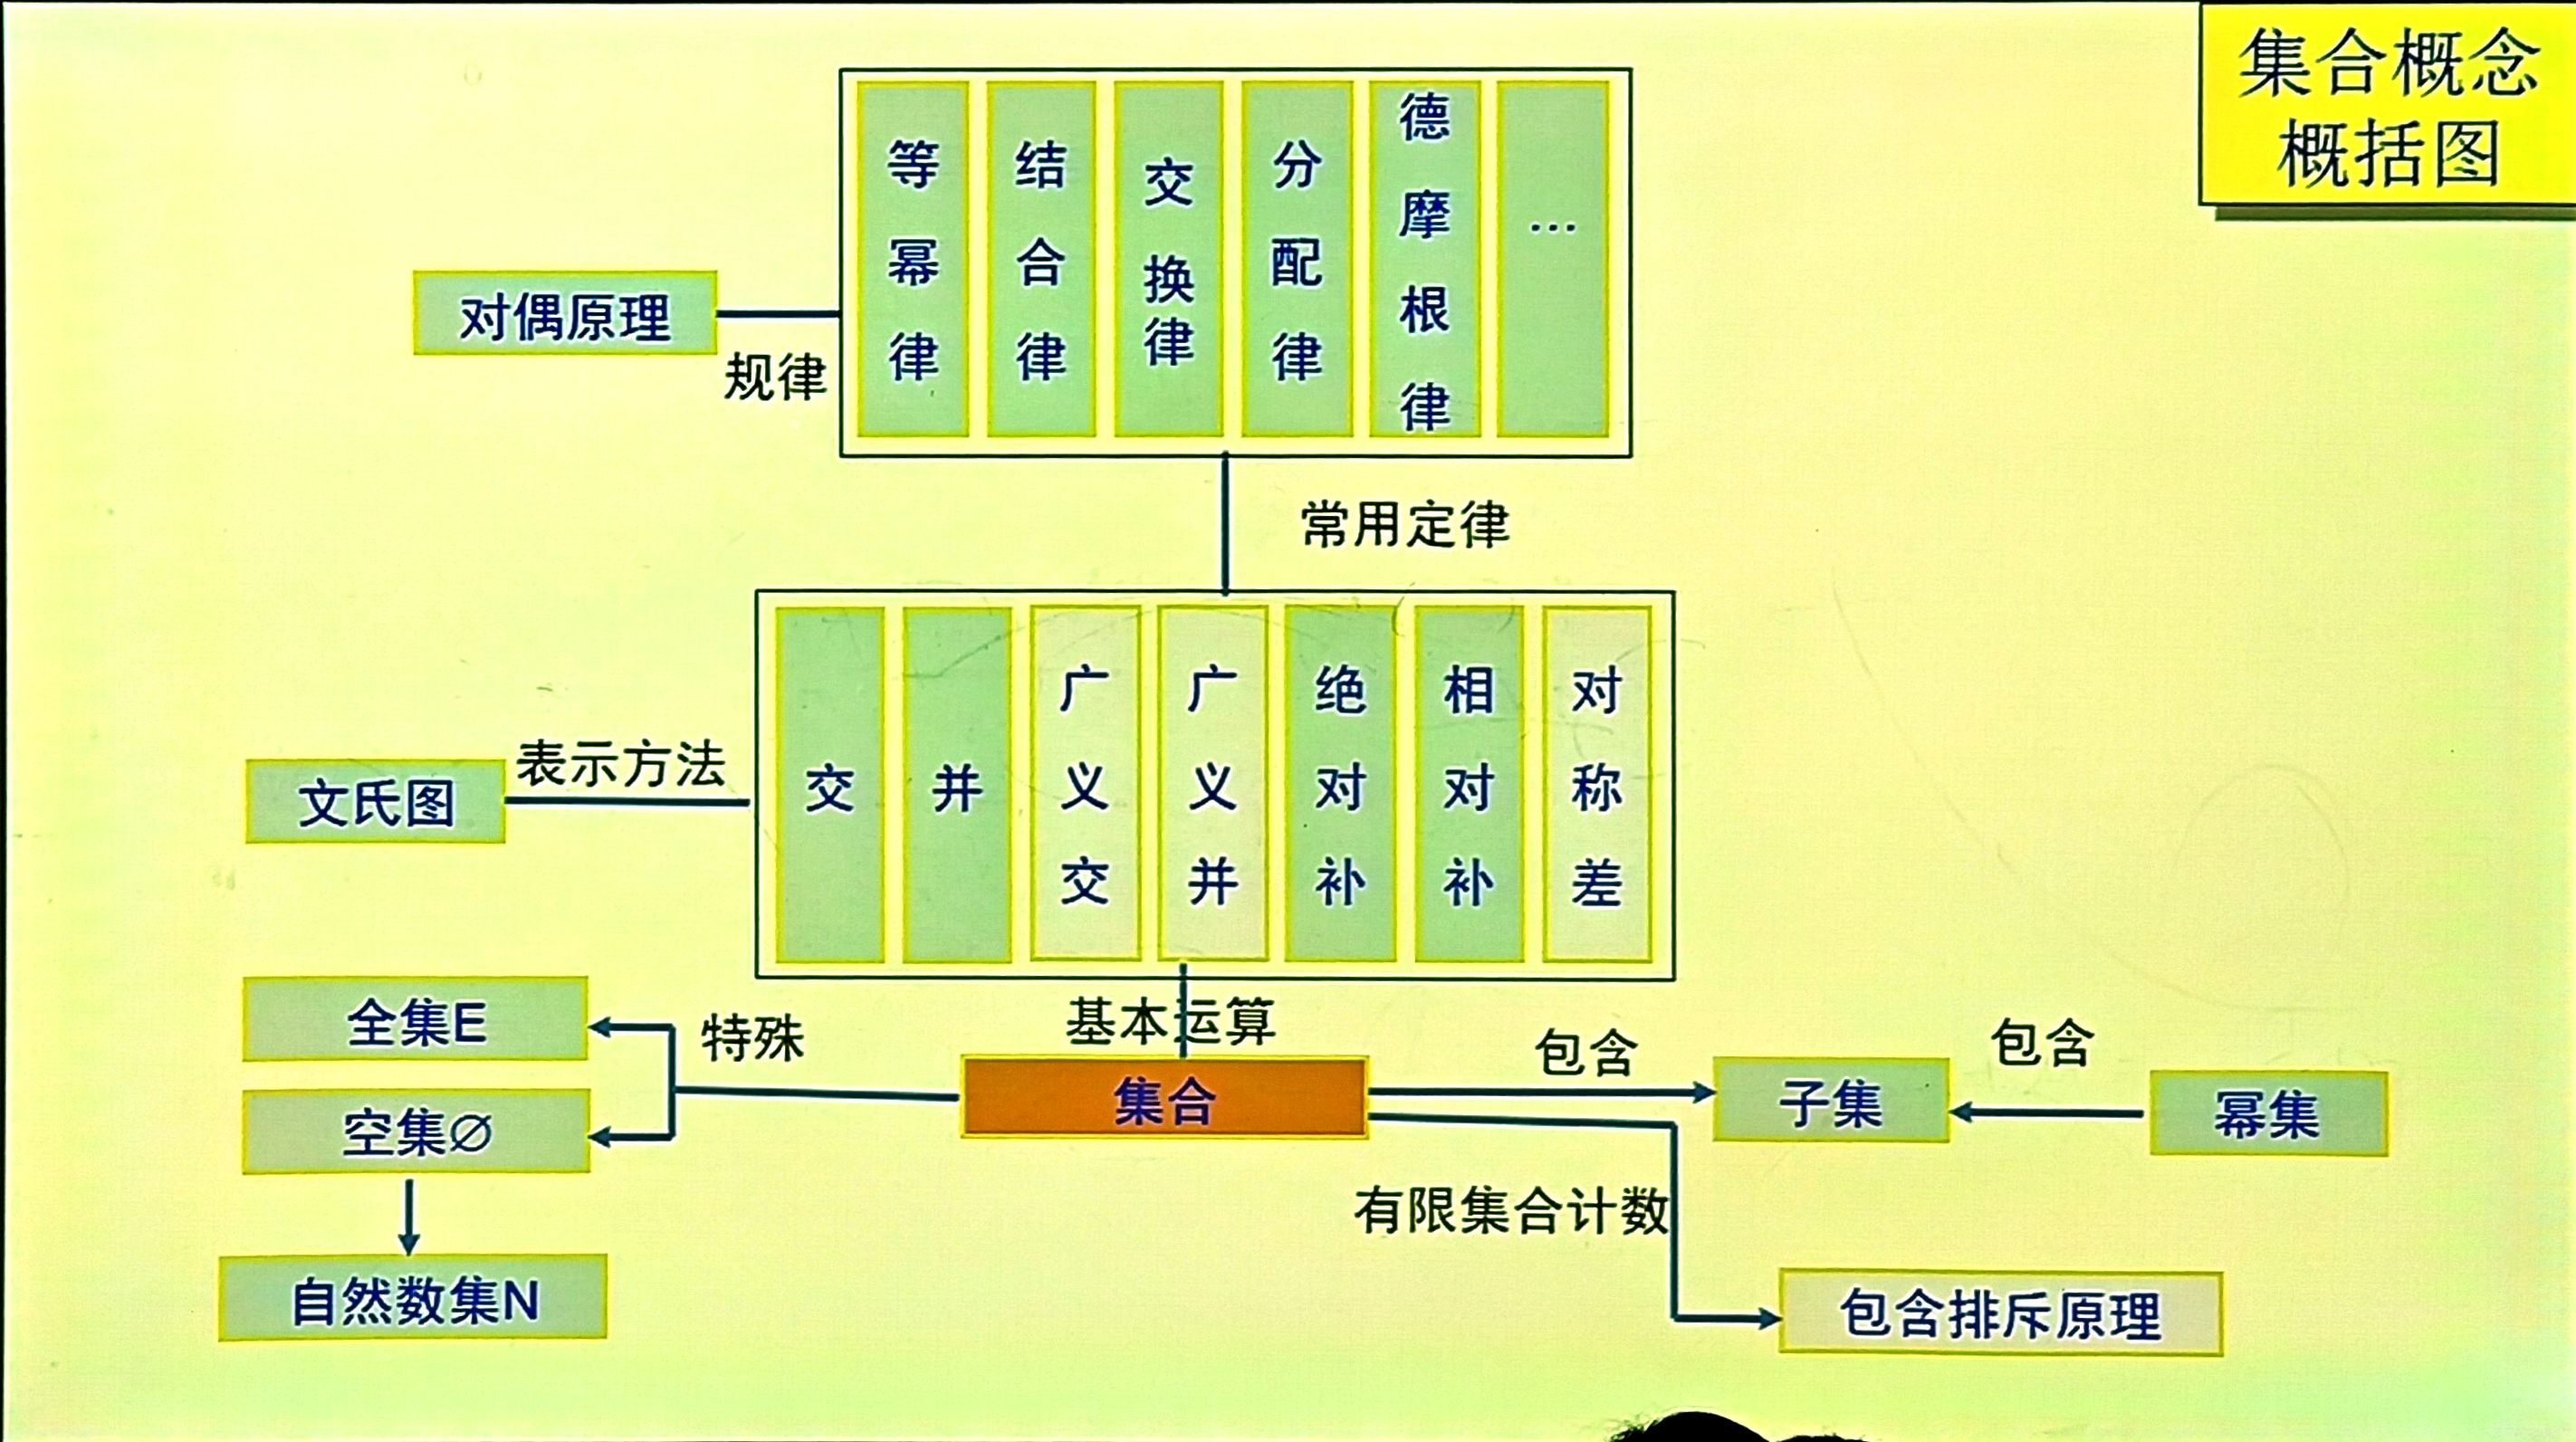 集合概念
概括图
等幂律
结合律
交换律
分配律
德摩根律
…
对偶原理
规律
常用定律
交
并
广义交
广义并
绝对补
相对补
对称差
文氏图
表示方法
基本运算
全集E
特殊
空集∅
自然数集N
集合
包含
子集
包含
幂集
有限集合计数
包含排斥原理